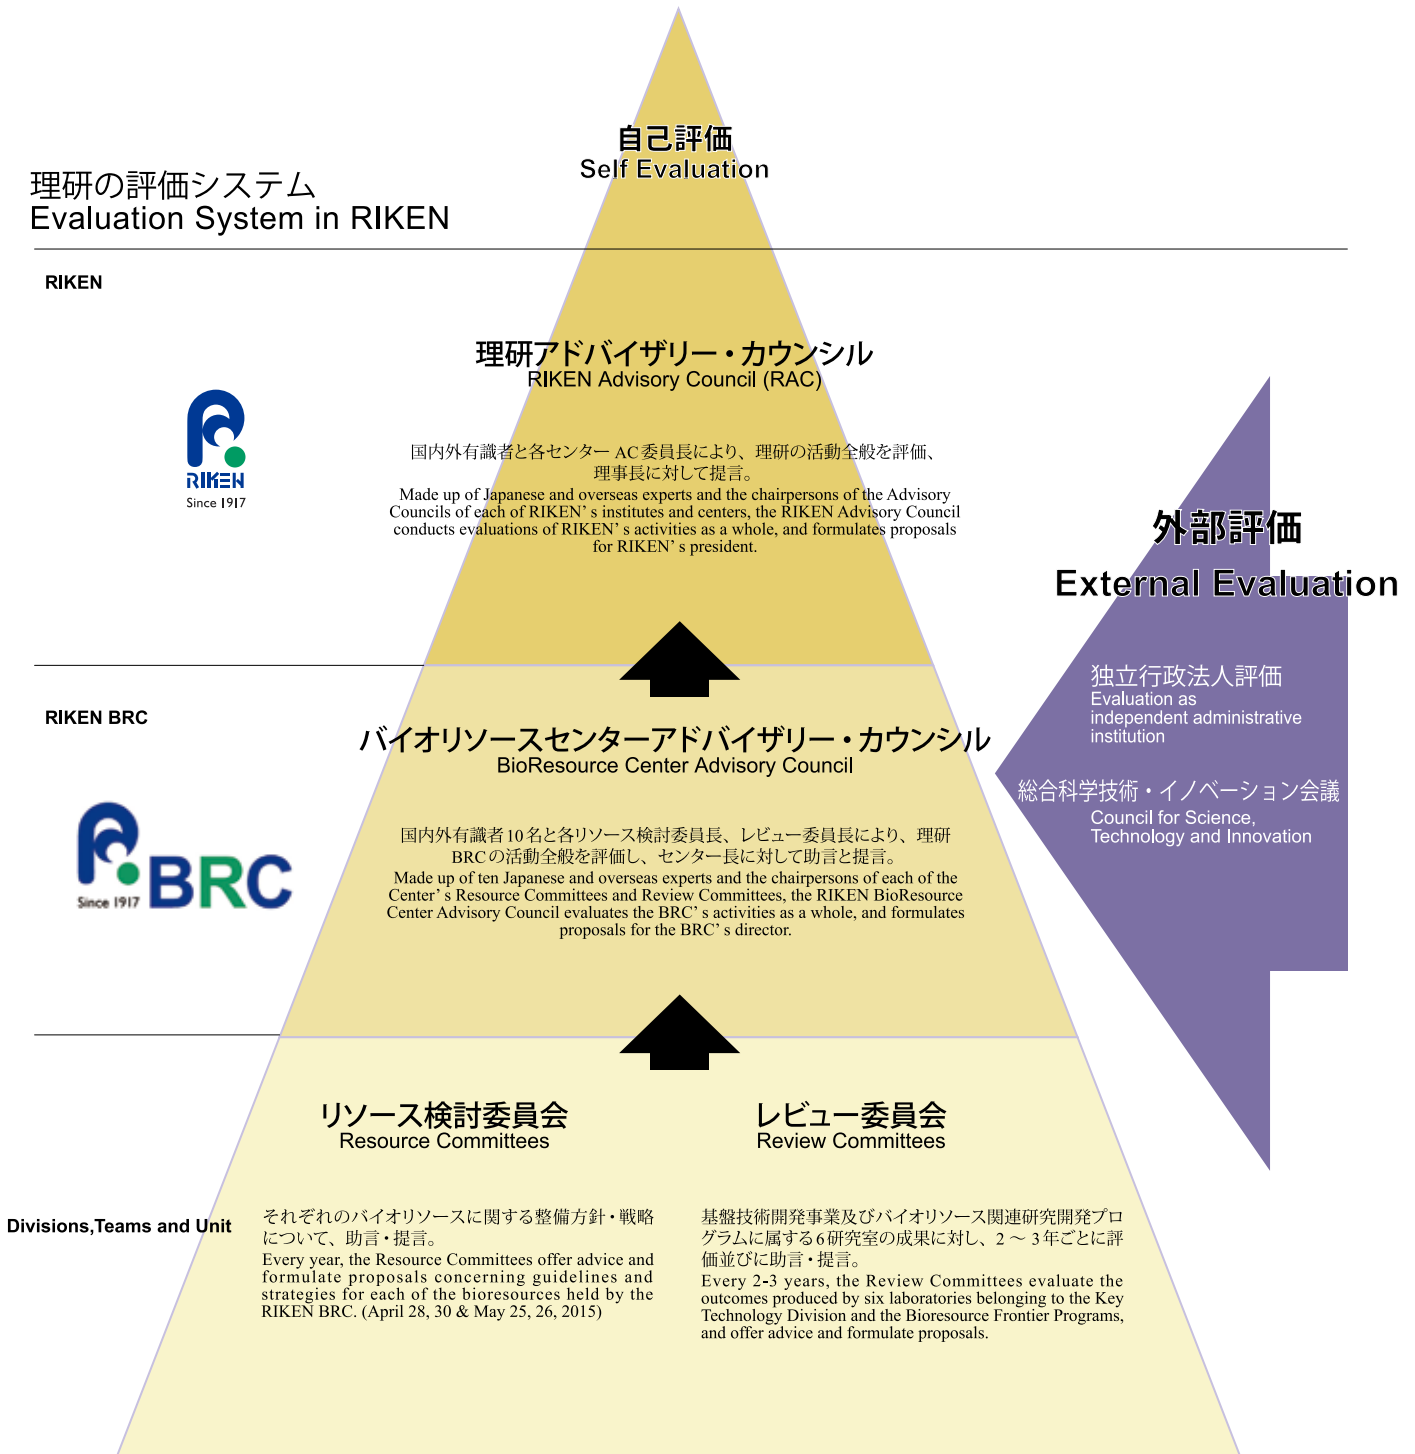 自己評価
Self Evaluation
理研の評価システム
Evaluation System in RIKEN
RIKEN
理研アドバイザリー・カウンシル
RIKEN Advisory Council (RAC)
RIKEN
Since 1917
国内外有識者と各センター AC委員長により、理研の活動全般を評価、
理事長に対して提言。
Made up of Japanese and overseas experts and the chairpersons of the Advisory
Councils of each of RIKEN’ s institutes and centers, the RIKEN Advisory Council
conducts evaluations of RIKEN’ s activities as a whole, and formulates proposals
for RIKEN’ s president.
外部評価
External Evaluation
独立行政法人評価
Evaluation as
independent administrative
institution
総合科学技術・イノベーション会議
Council for Science,
Technology and Innovation
RIKEN BRC
バイオリソースセンターアドバイザリー・カウンシル
BioResource Center Advisory Council
Since 1917
BRC
国内外有識者10名と各リソース検討委員長、レビュー委員長により、理研
BRCの活動全般を評価し、センター長に対して助言と提言。
Made up of ten Japanese and overseas experts and the chairpersons of each of the
Center’ s Resource Committees and Review Committees, the RIKEN BioResource
Center Advisory Council evaluates the BRC’ s activities as a whole, and formulates
proposals for the BRC’ s director.
リソース検討委員会
Resource Committees
レビュー委員会
Review Committees
Divisions,Teams and Unit
それぞれのバイオリソースに関する整備方針・戦略
について、助言・提言。
Every year, the Resource Committees offer advice and
formulate proposals concerning guidelines and
strategies for each of the bioresources held by the
RIKEN BRC. (April 28, 30 & May 25, 26, 2015)
基盤技術開発事業及びバイオリソース関連研究開発プロ
グラムに属する6研究室の成果に対し、2 〜 3年ごとに評
価並びに助言・提言。
Every 2-3 years, the Review Committees evaluate the
outcomes produced by six laboratories belonging to the Key
Technology Division and the Bioresource Frontier Programs,
and offer advice and formulate proposals.